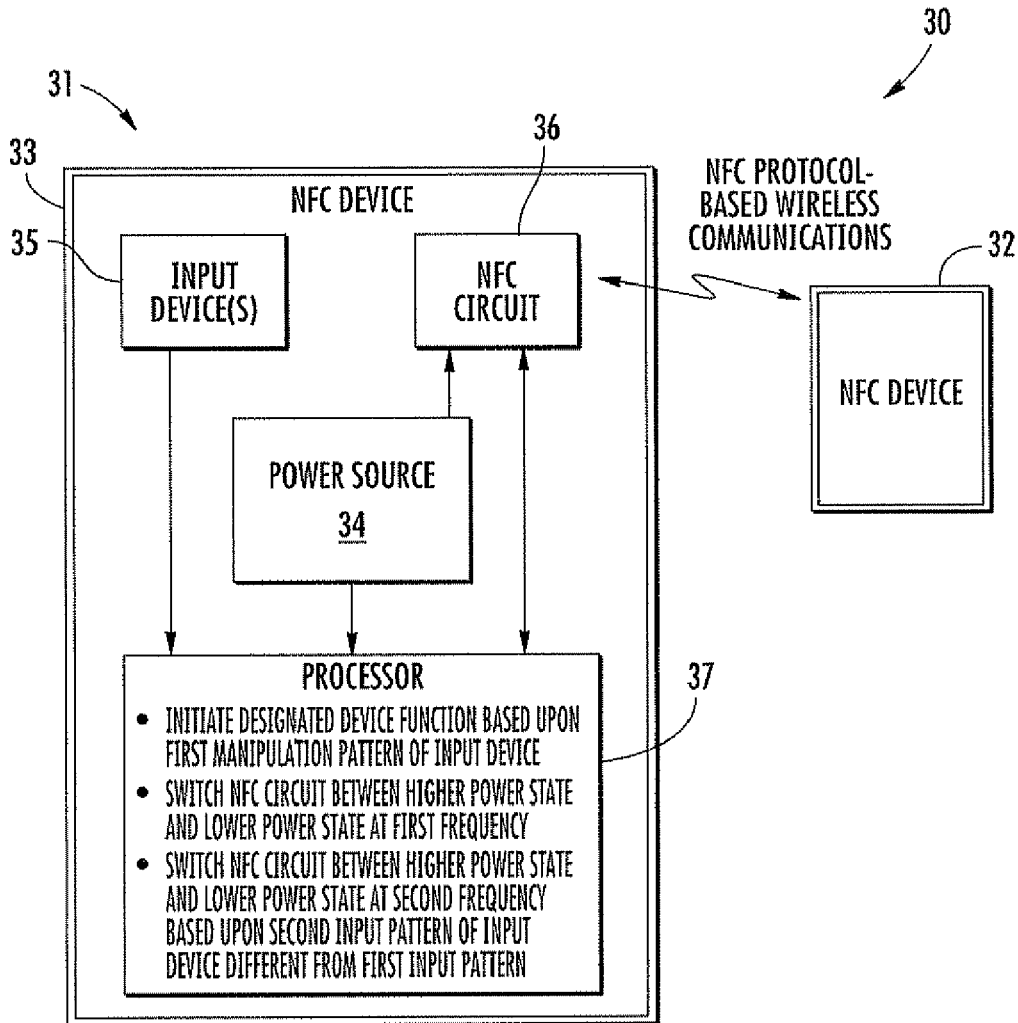 30
31
36
33
NFC DEVICE
NFC PROTOCOL-
BASED WIRELESS
COMMUNICATIONS
35
INPUT
DEVICE(S)
NFC
CIRCUIT
32
NFC DEVICE
POWER SOURCE
34
PROCESSOR
37
• INITIATE DESIGNATED DEVICE FUNCTION BASED UPON
FIRST MANIPULATION PATTERN OF INPUT DEVICE
• SWITCH NFC CIRCUIT BETWEEN HIGHER POWER STATE
AND LOWER POWER STATE AT FIRST FREQUENCY
• SWITCH NFC CIRCUIT BETWEEN HIGHER POWER STATE
AND LOWER POWER STATE AT SECOND FREQUENCY
BASED UPON SECOND INPUT PATTERN OF INPUT
DEVICE DIFFERENT FROM FIRST INPUT PATTERN